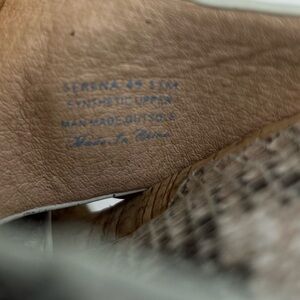 SERENA
SYNTHETIC UPPER
MAN MADE OUTSOLE
Made In China